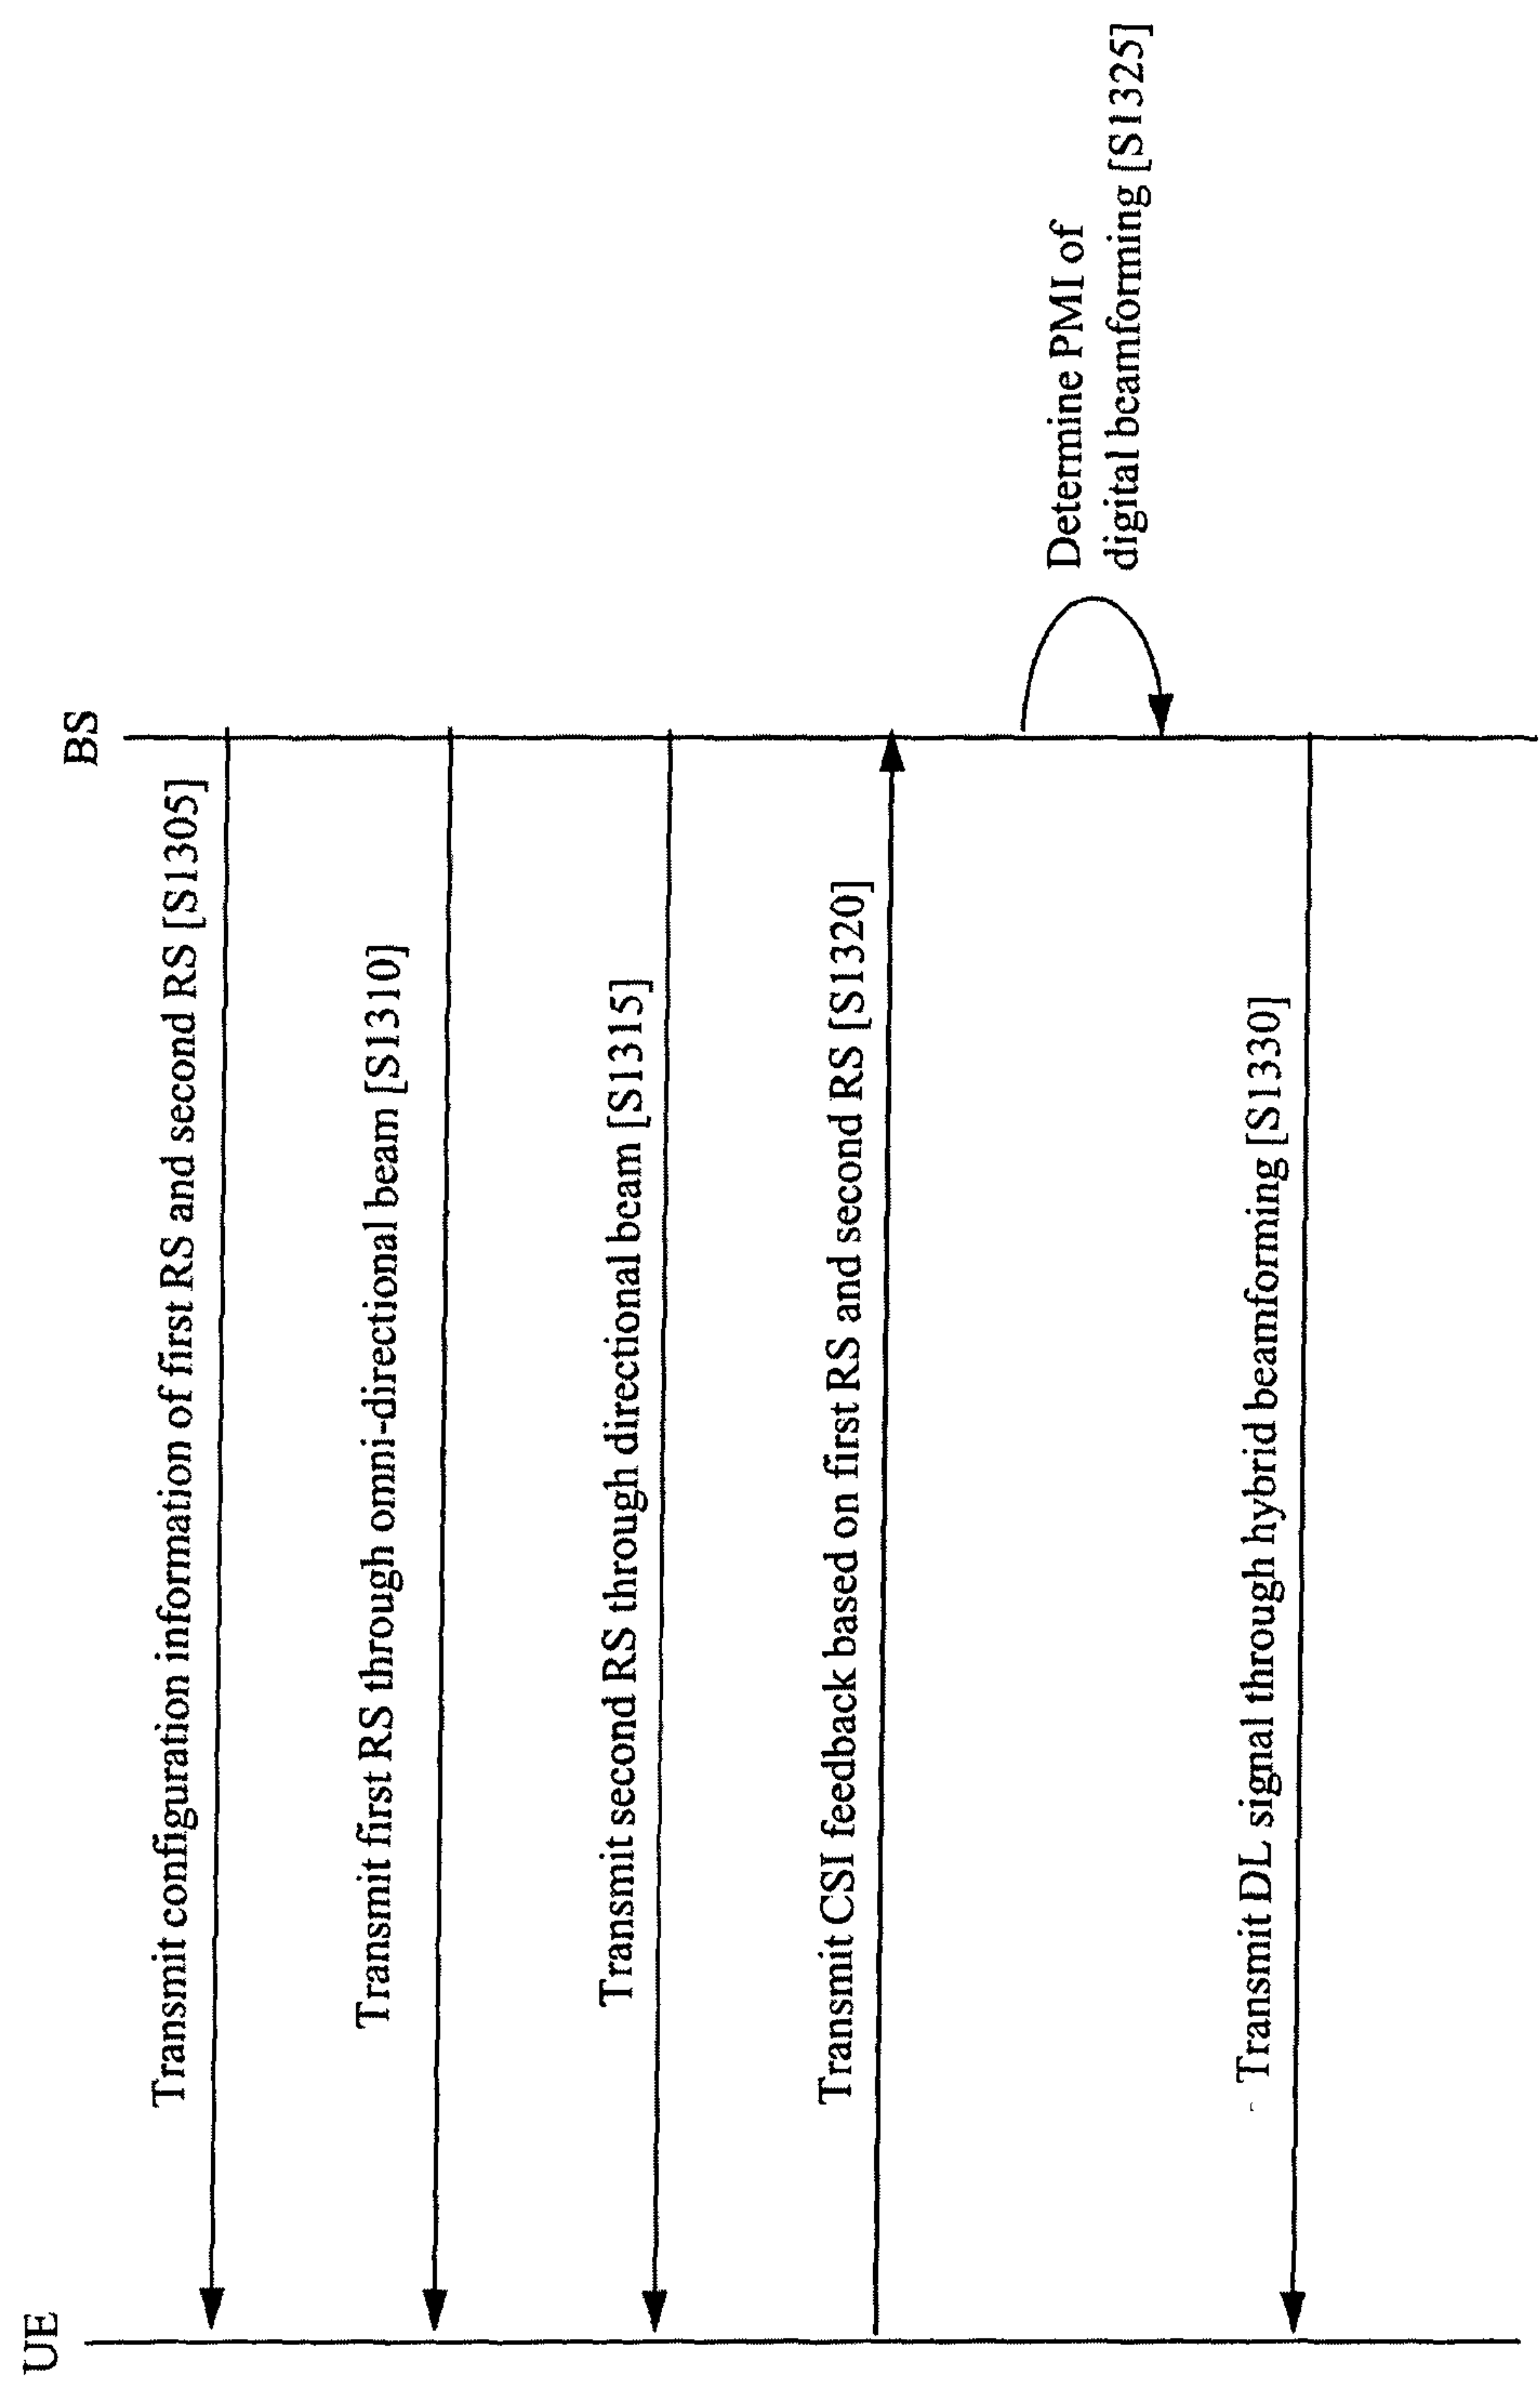 UE
BS
Transmit configuration information of first RS and second RS [S1305]
Transmit first RS through omni-directional beam [S1310]
Transmit second RS through directional beam [S1315]
Transmit CSI feedback based on first RS and second RS [S1320]
Determine PMI of
digital beamforming [S1325]
Transmit DL signal through hybrid beamforming [S1330]